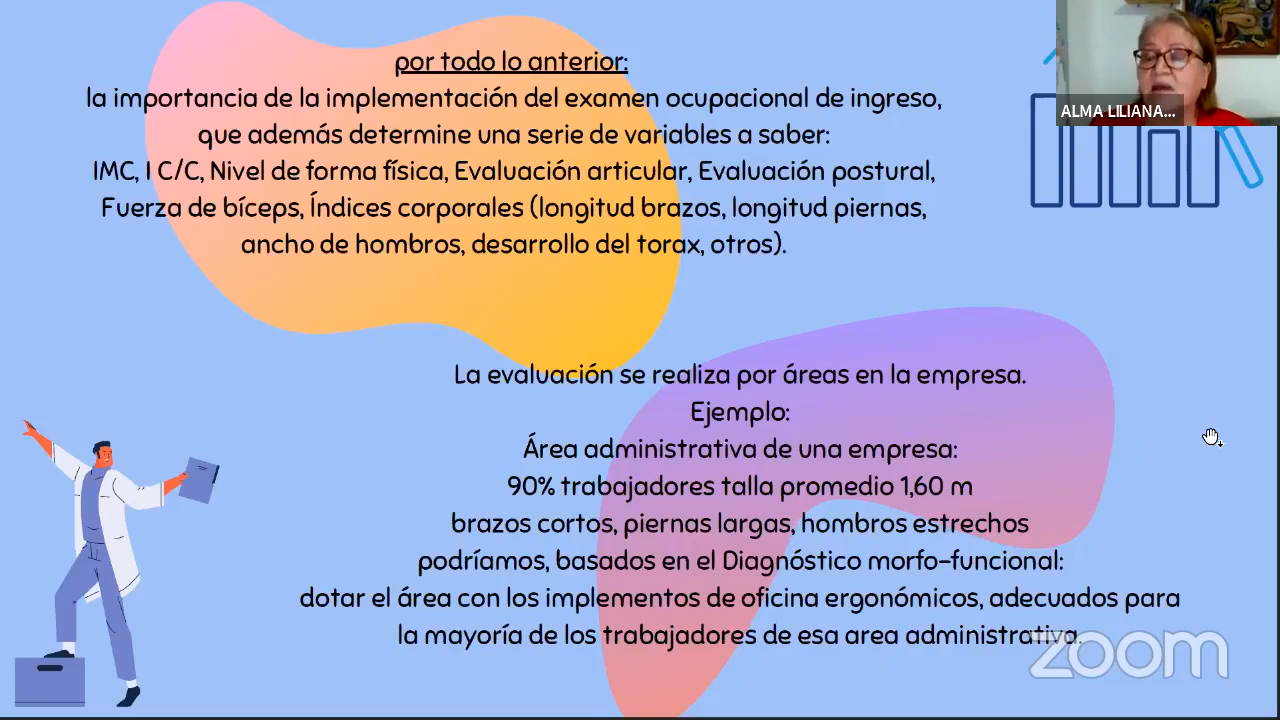 por todo lo anterior:
la importancia de la implementación del examen ocupacional de ingreso,
que además determine una serie de variables a saber:
IMC, I C/C, Nivel de forma física, Evaluación articular, Evaluación postural,
Fuerza de bíceps, Índices corporales (longitud brazos, longitud piernas,
ancho de hombros, desarrollo del torax, otros).
ALMA LILIANA...
La evaluación se realiza por áreas en la empresa.
Ejemplo:
Área administrativa de una empresa:
90% trabajadores talla promedio 1,60 m
brazos cortos, piernas largas, hombros estrechos
podríamos, basados en el Diagnóstico morfo-funcional:
dotar el área con los implementos de oficina ergonómicos, adecuados para
la mayoría de los trabajadores de esa area administrativa.
zoom